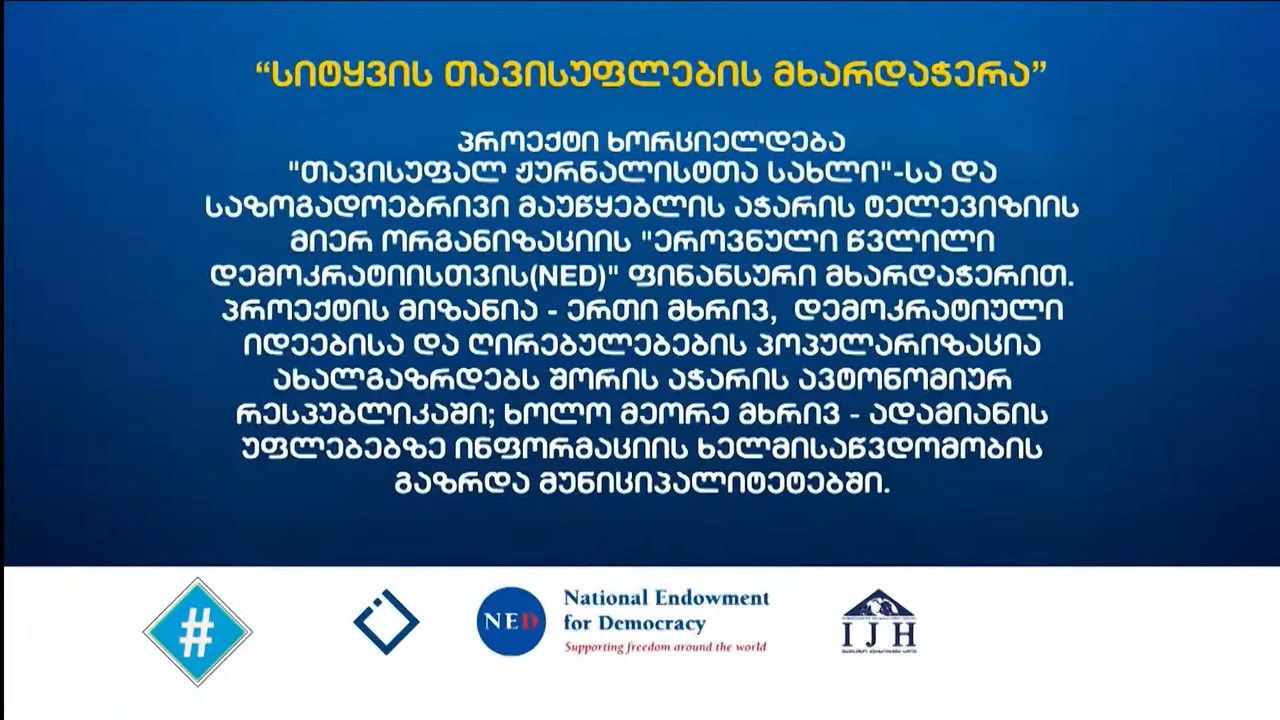 “სიტყვის თავისუფლების მხარდაჭერა”
პროექტი ხორციელდება
"თავისუფალ ჟურნალისტთა სახლი"-სა და
საზოგადოებრივი მაუწყებლის აჭარის ტელევიზიის
მიერ ორგანიზაციის "ეროვნული წვლილი
დემოკრატიისთვის(NED)" ფინანსური მხარდაჭერით.
პროექტის მიზანია - ერთი მხრივ, დემოკრატიული
იდეებისა და ღირებულებების პოპულარიზაცია
ახალგაზრდებს შორის აჭარის ავტონომიურ
რესპუბლიკაში; ხოლო მეორე მხრივ - ადამიანის
უფლებებზე ინფორმაციის ხელმისაწვდომობის
გაზრდა მუნიციპალიტეტებში.
#
NED
National Endowment
for Democracy
Supporting freedom around the world
IJH